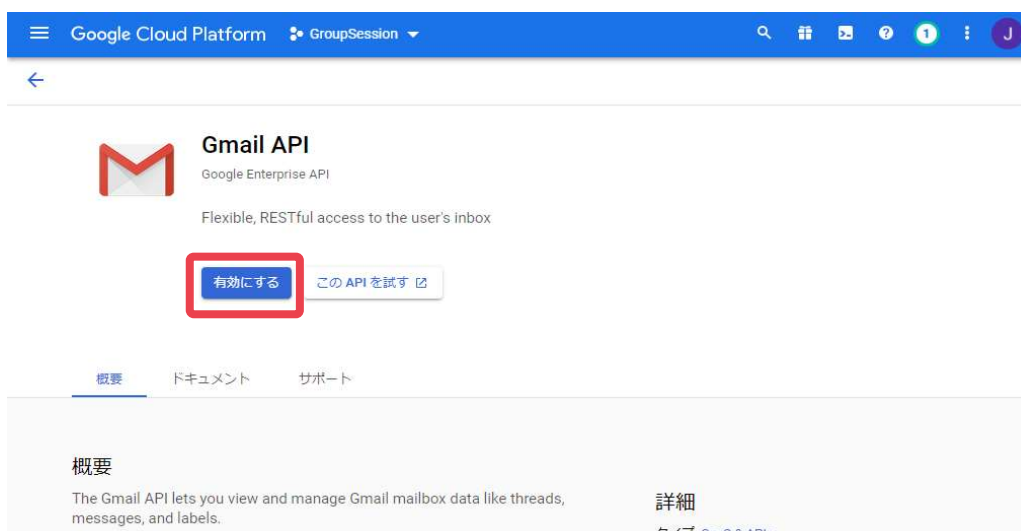 Google Cloud Platform GroupSession
1
J
Gmail API
Google Enterprise API
Flexible, RESTful access to the user's inbox
有効にする この API を試す
概要 ドキュメント サポート
概要
The Gmail API lets you view and manage Gmail mailbox data like threads,
messages, and labels.
詳細